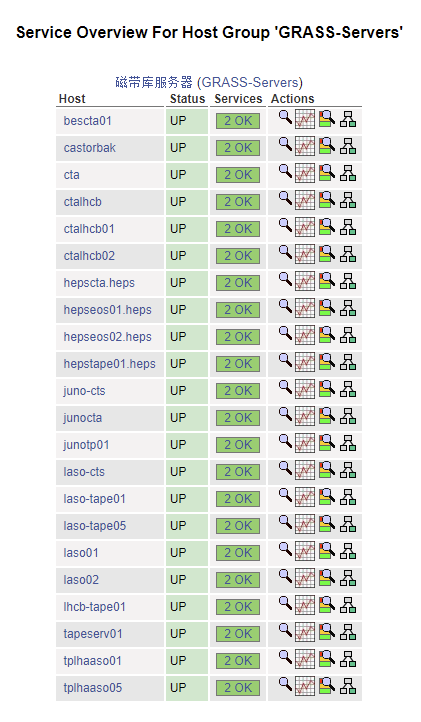 Service Overview For Host Group 'GRASS-Servers'
磁带库服务器 (GRASS-Servers)
Host Status Services Actions
bescta01 UP 2 OK
castorbak UP 2 OK
cta UP 2 OK
ctalhcb UP 2 OK
ctalhcb01 UP 2 OK
ctalhcb02 UP 2 OK
hepscta.heps UP 2 OK
hepseos01.heps UP 2 OK
hepseos02.heps UP 2 OK
hepstape01.heps UP 2 OK
juno-cts UP 2 OK
junocta UP 2 OK
junotp01 UP 2 OK
laso-cts UP 2 OK
laso-tape01 UP 2 OK
laso-tape05 UP 2 OK
laso01 UP 2 OK
laso02 UP 2 OK
lhcb-tape01 UP 2 OK
tapeserv01 UP 2 OK
tplhaaso01 UP 2 OK
tplhaaso05 UP 2 OK